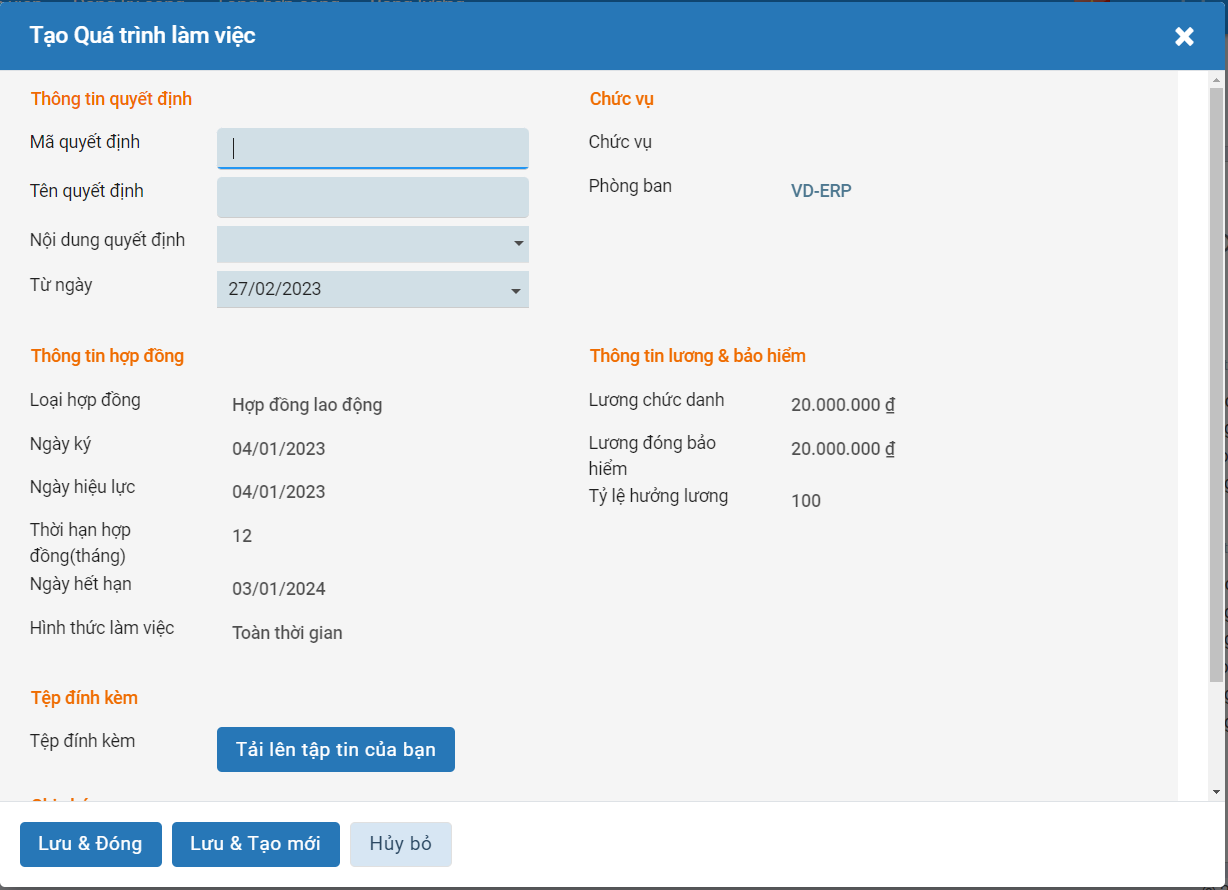 Tạo Quá trình làm việc
Thông tin quyết định
Mã quyết định
Tên quyết định
Nội dung quyết định
Từ ngày 27/02/2023
Chức vụ
Chức vụ
Phòng ban VD-ERP
Thông tin hợp đồng
Loại hợp đồng Hợp đồng lao động
Ngày ký 04/01/2023
Ngày hiệu lực 04/01/2023
Thời hạn hợp
đồng(tháng) 12
Ngày hết hạn 03/01/2024
Hình thức làm việc Toàn thời gian
Thông tin lương & bảo hiểm
Lương chức danh 20.000.000 ₫
Lương đóng bảo
hiểm 20.000.000 ₫
Tỷ lệ hưởng lương 100
Tệp đính kèm
Tệp đính kèm Tải lên tập tin của bạn
Lưu & Đóng Lưu & Tạo mới Hủy bỏ